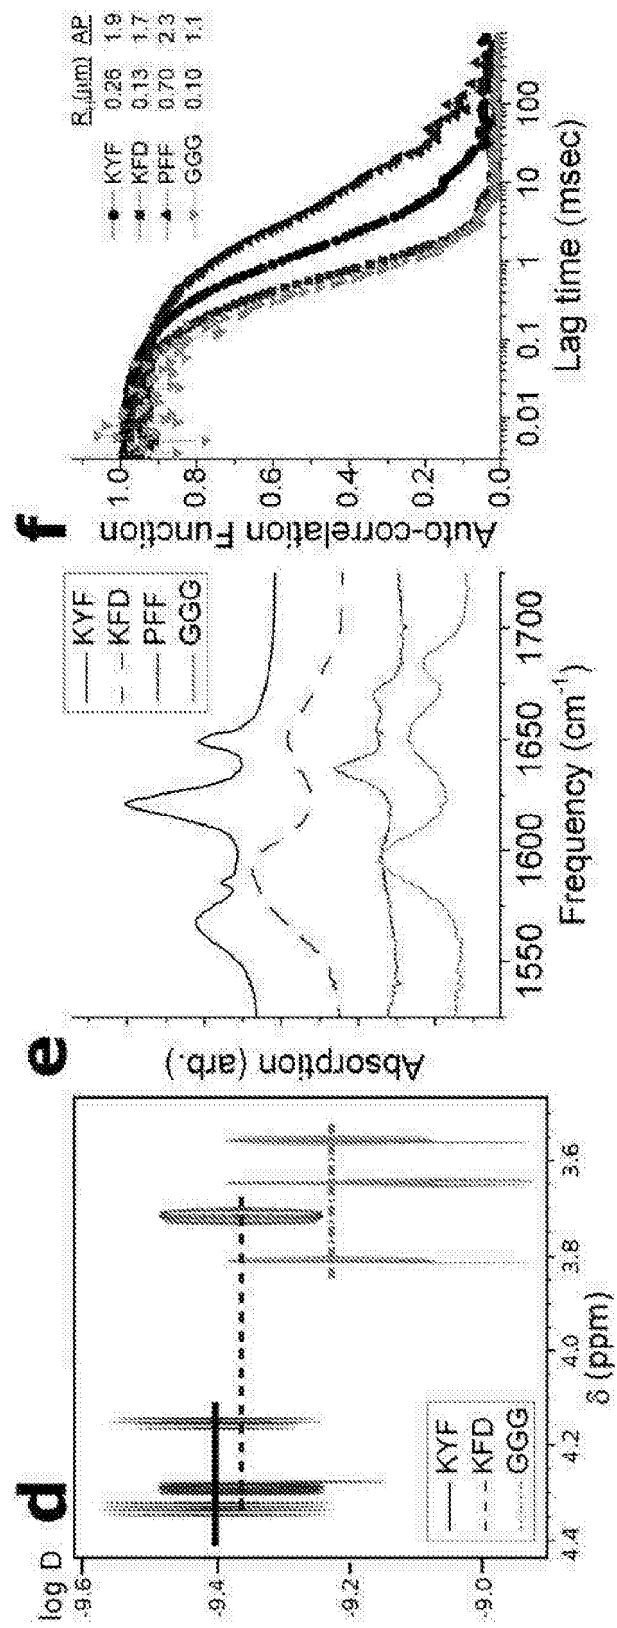 d
log D
-9.6
-9.4
-9.2
-9.0
KYF
KFD
GGG
4.4 4.2 4.0 3.8 3.6
δ (ppm)
e
Absorption (arb.)
KYF
KFD
PFF
GGG
1550 1600 1650 1700
Frequency (cm-1)
f
Auto-correlation Function
1.0
0.8
0.6
0.4
0.2
0.0
(μm) AP
KYF 0.26 1.9
KFD 0.13 1.7
PFF 0.70 2.3
GGG 0.10 1.1
0.01 0.1 1 10 100
Lag time (msec)